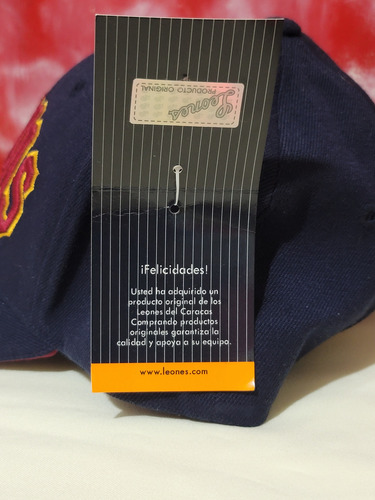 Leones
PRODUCTO ORIGINAL
¡Felicidades!
Usted ha adquirido un
producto original de los
Leones del Caracas
Comprando productos
originales garantiza la
calidad y apoya a su equipo.
www.leones.com